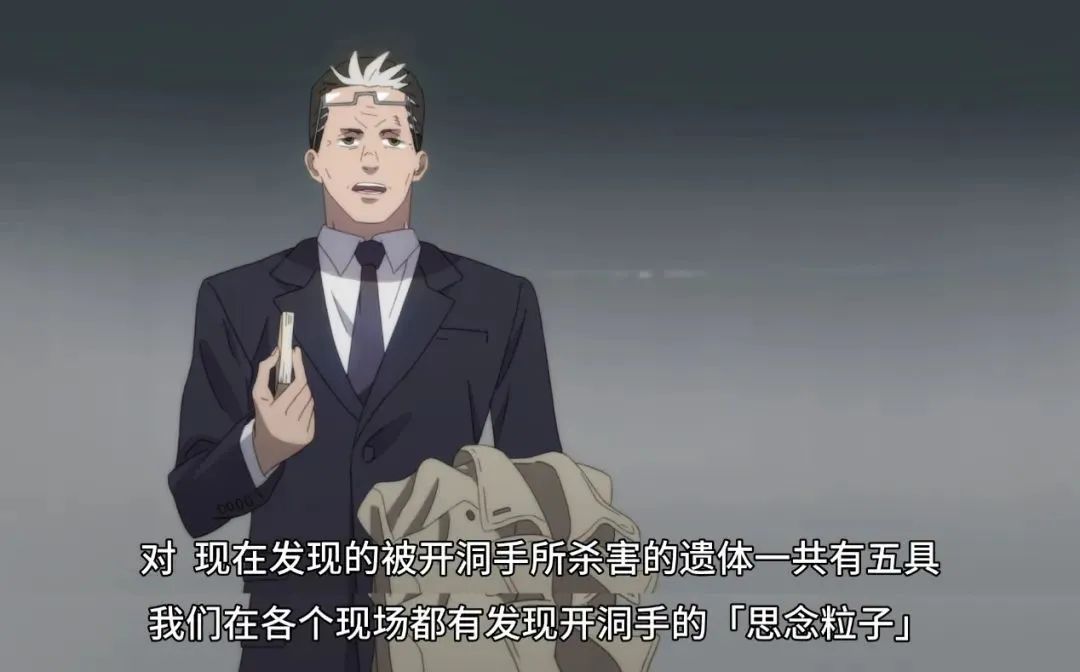 对 现在发现的被开洞手所杀害的遗体一共有五具
我们在各个现场都有发现开洞手的「思念粒子」